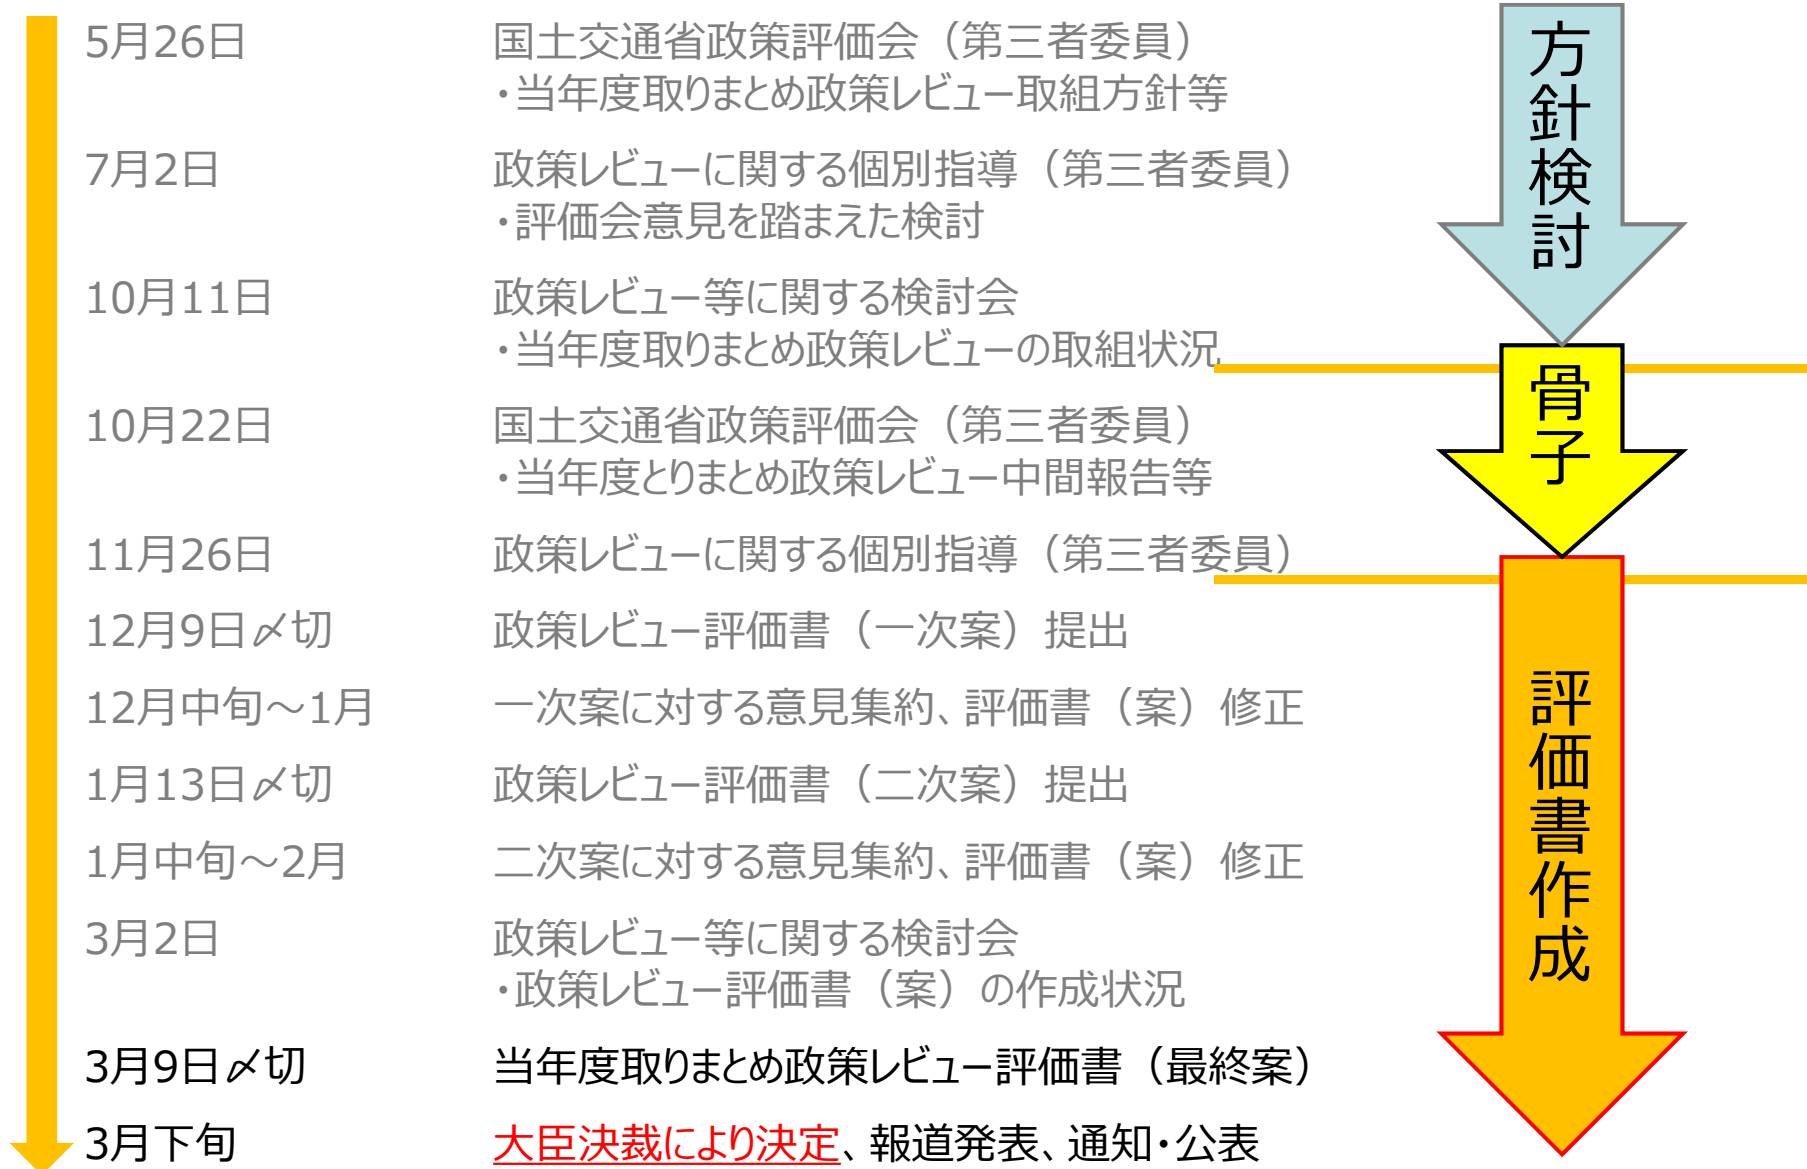 5月26日 国土交通省政策評価会（第三者委員）
・当年度取りまとめ政策レビュー取組方針等
7月2日 政策レビューに関する個別指導（第三者委員）
・評価会意見を踏まえた検討
10月11日 政策レビュー等に関する検討会
・当年度取りまとめ政策レビューの取組状況
10月22日 国土交通省政策評価会（第三者委員）
・当年度とりまとめ政策レビュー中間報告等
11月26日 政策レビューに関する個別指導（第三者委員）
12月9日〆切 政策レビュー評価書（一次案）提出
12月中旬～1月 一次案に対する意見集約、評価書（案）修正
1月13日〆切 政策レビュー評価書（二次案）提出
1月中旬～2月 二次案に対する意見集約、評価書（案）修正
3月2日 政策レビュー等に関する検討会
・政策レビュー評価書（案）の作成状況
3月9日〆切 当年度取りまとめ政策レビュー評価書（最終案）
3月下旬 大臣決裁により決定、報道発表、通知・公表
方針検討
骨子
評価書作成